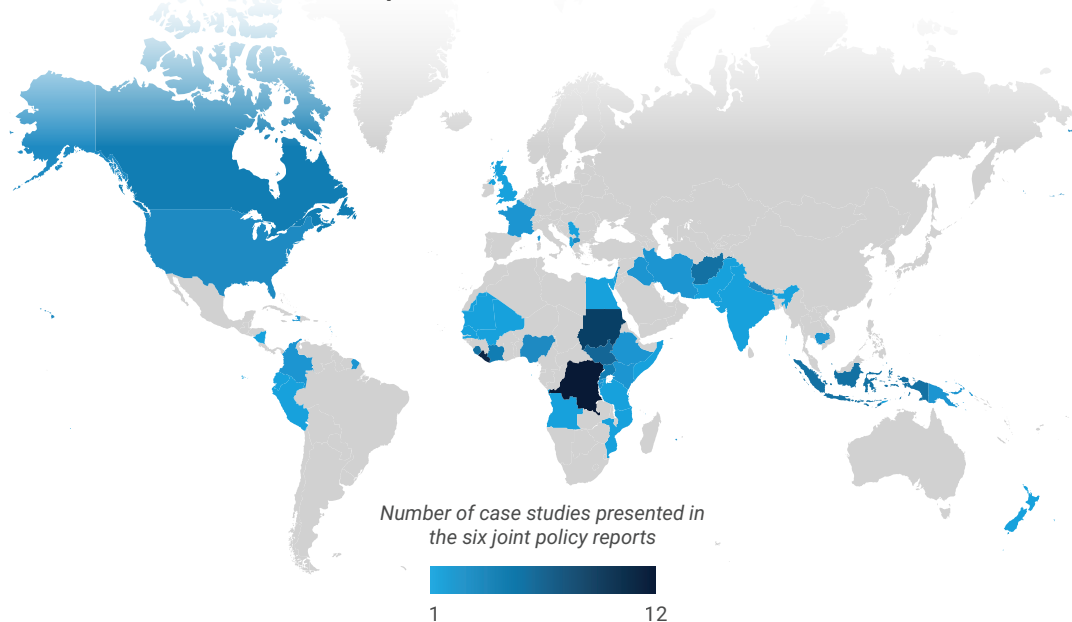 Number of case studies presented in
the six joint policy reports
1 12